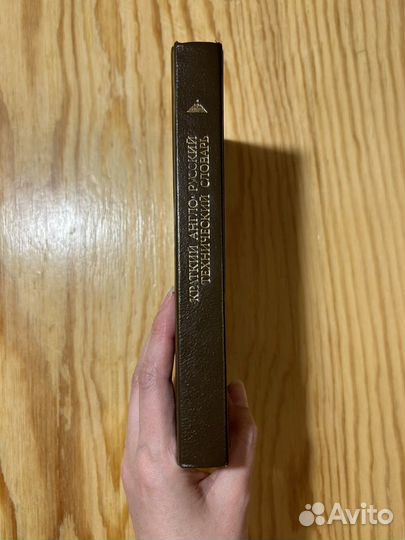 КРАТКИЙ АНГЛО-РУССКИЙ
ТЕХНИЧЕСКИЙ СЛОВАРЬ
Avito